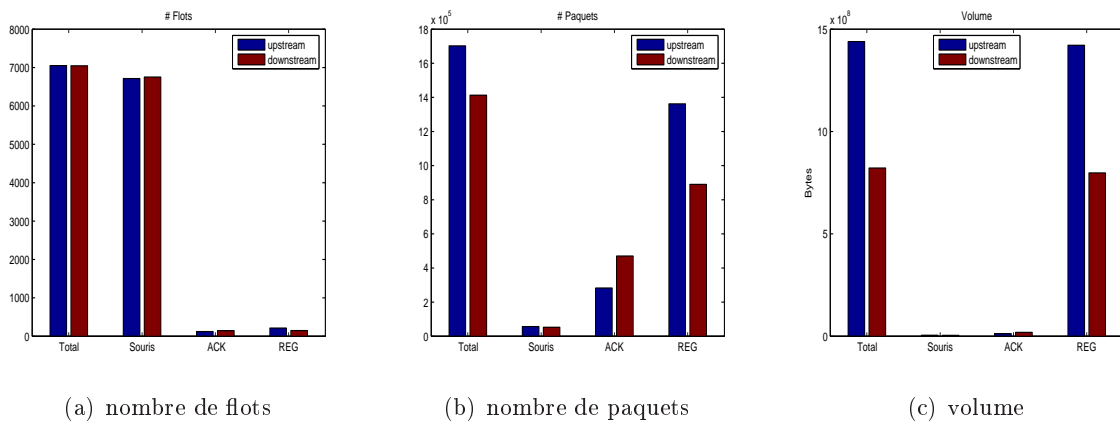 # Flots
8000
7000
6000
5000
4000
3000
2000
1000
0
Total
Souris
ACK
REG
upstream
downstream
# Paquets
x 10^5
18
16
14
12
10
8
6
4
2
0
Total
Souris
ACK
REG
upstream
downstream
Volume
x 10^8
15
10
5
0
Bytes
Total
Souris
ACK
REG
upstream
downstream
(a) nombre de flots
(b) nombre de paquets
(c) volume